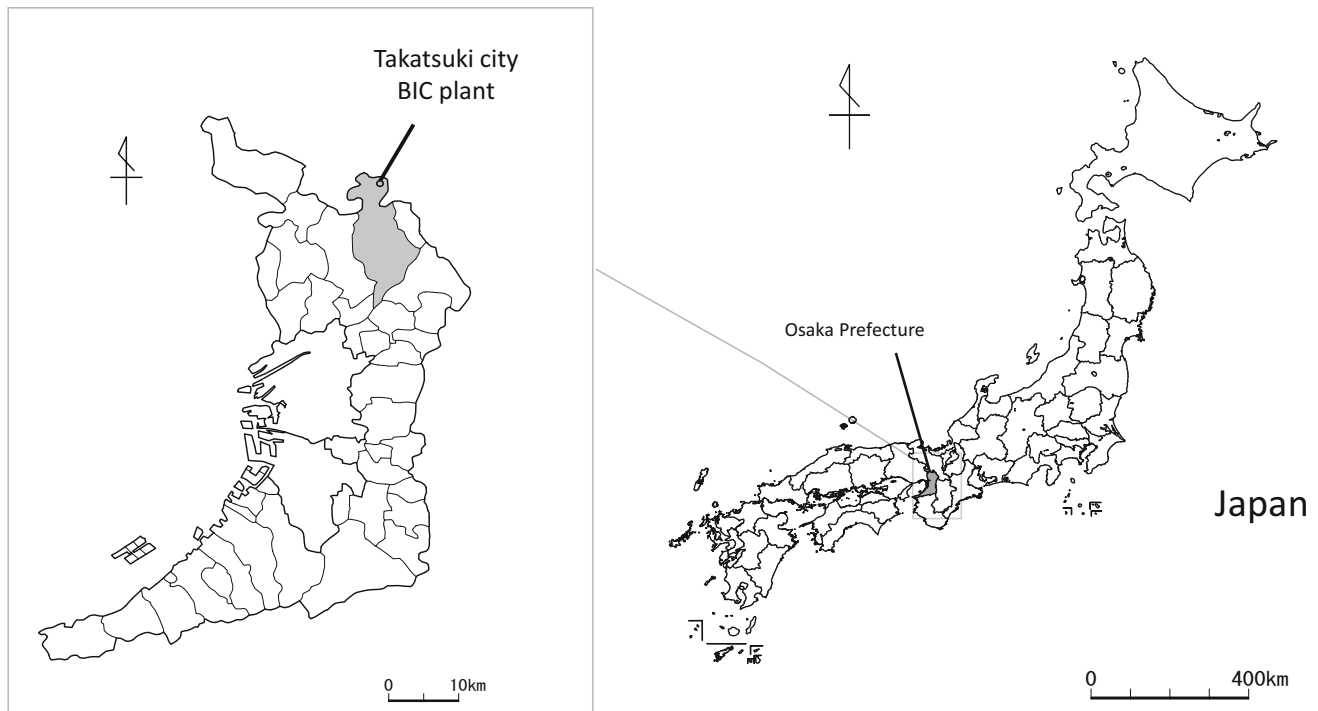 Takatsuki city
BIC plant
0 10km
Osaka Prefecture
Japan
0 400km